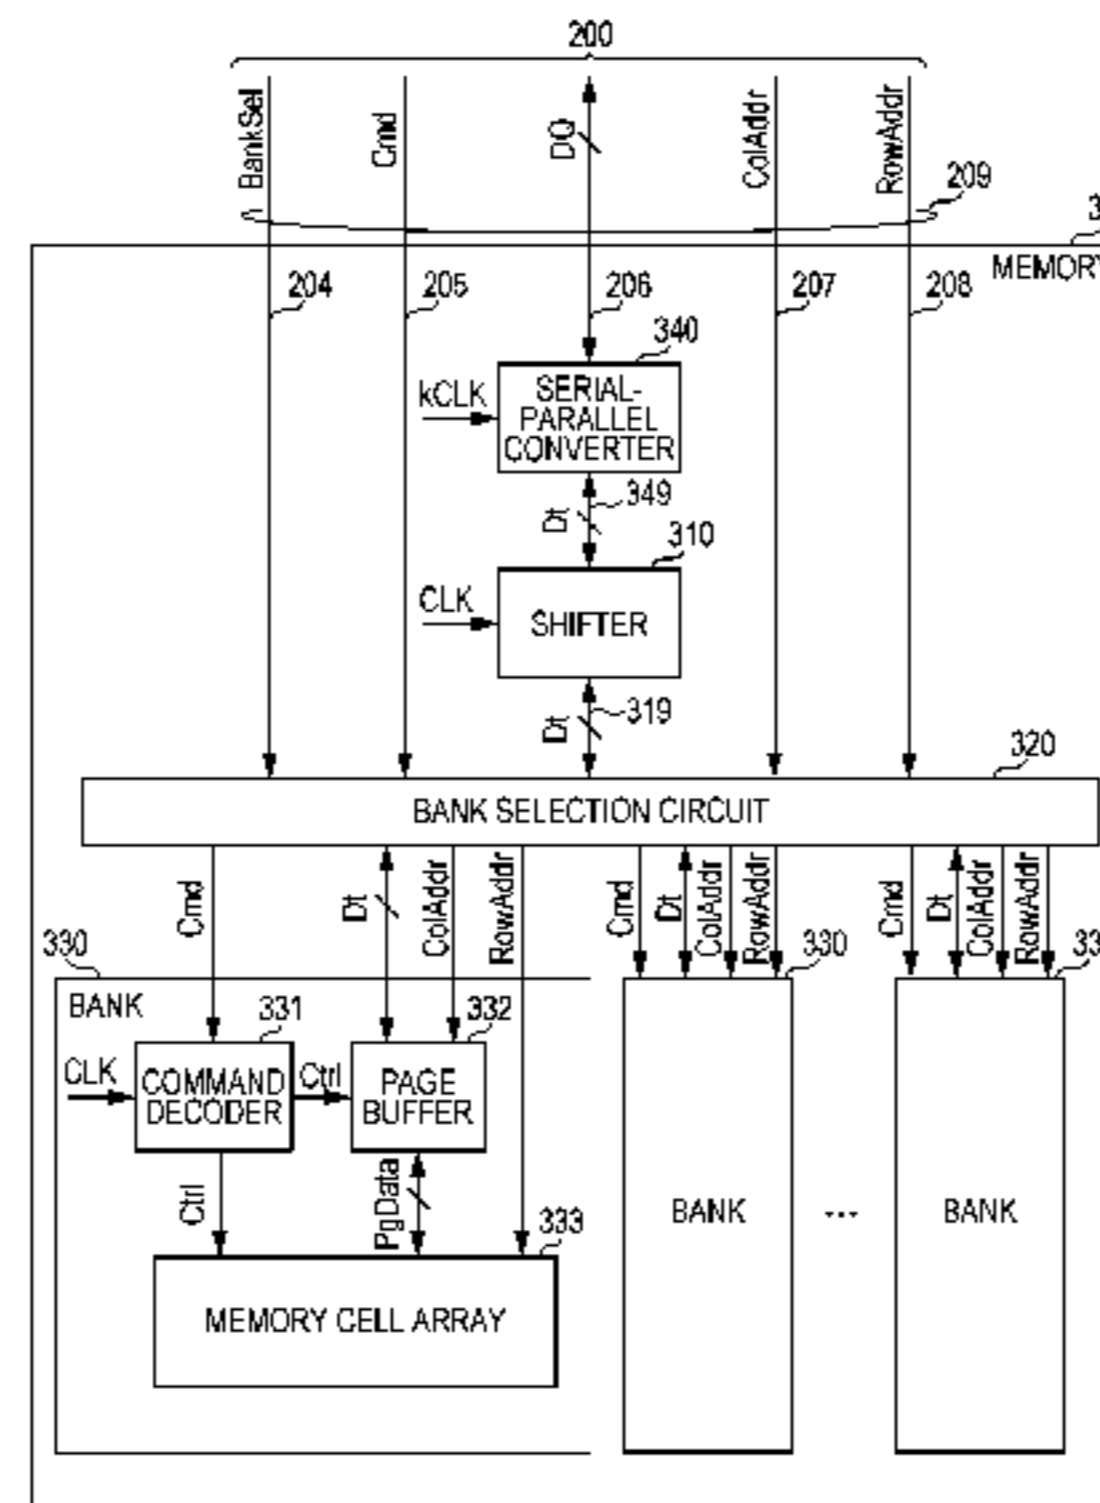 200
BankSel
Cmd
DQ
ColAddr
RowAddr
209
MEMORY
204
205
206
207
208
340
kCLK
SERIAL-
PARALLEL
CONVERTER
349
Dt
310
CLK
SHIFTER
319
Dt
320
BANK SELECTION CIRCUIT
Cmd
Dt
ColAddr
RowAddr
Cmd
Dt
ColAddr
RowAddr
Cmd
Dt
ColAddr
RowAddr
330
330
BANK
331
332
CLK
COMMAND
DECODER
Ctrl
PAGE
BUFFER
Ctrl
PgData
333
MEMORY CELL ARRAY
BANK
...
BANK